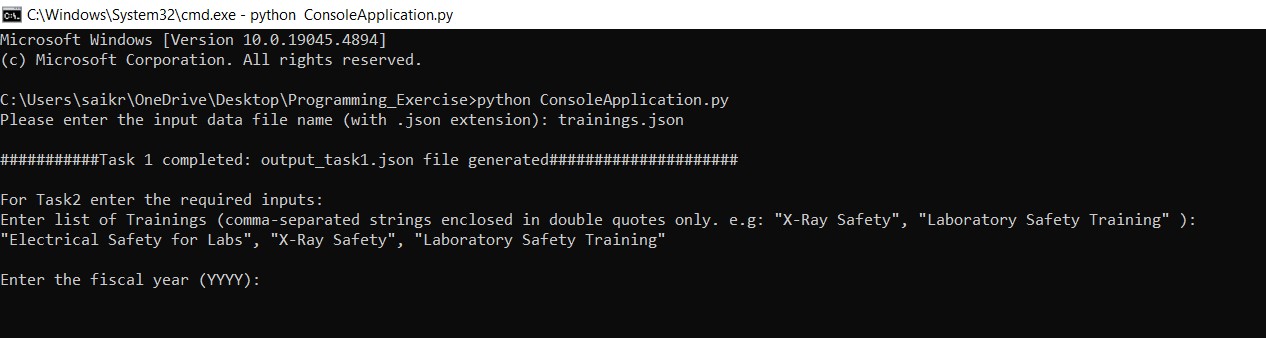 C:\Windows\System32\cmd.exe - python  ConsoleApplication.py
Microsoft Windows [Version 10.0.19045.4894]
(c) Microsoft Corporation. All rights reserved.
C:\Users\saikr\OneDrive\Desktop\Programming_Exercise>python ConsoleApplication.py
Please enter the input data file name (with .json extension): trainings.json
###########Task 1 completed: output_task1.json file generated#####################
For Task2 enter the required inputs:
Enter list of Trainings (comma-separated strings enclosed in double quotes only. e.g: "X-Ray Safety", "Laboratory Safety Training" ):
"Electrical Safety for Labs", "X-Ray Safety", "Laboratory Safety Training"
Enter the fiscal year (YYYY):